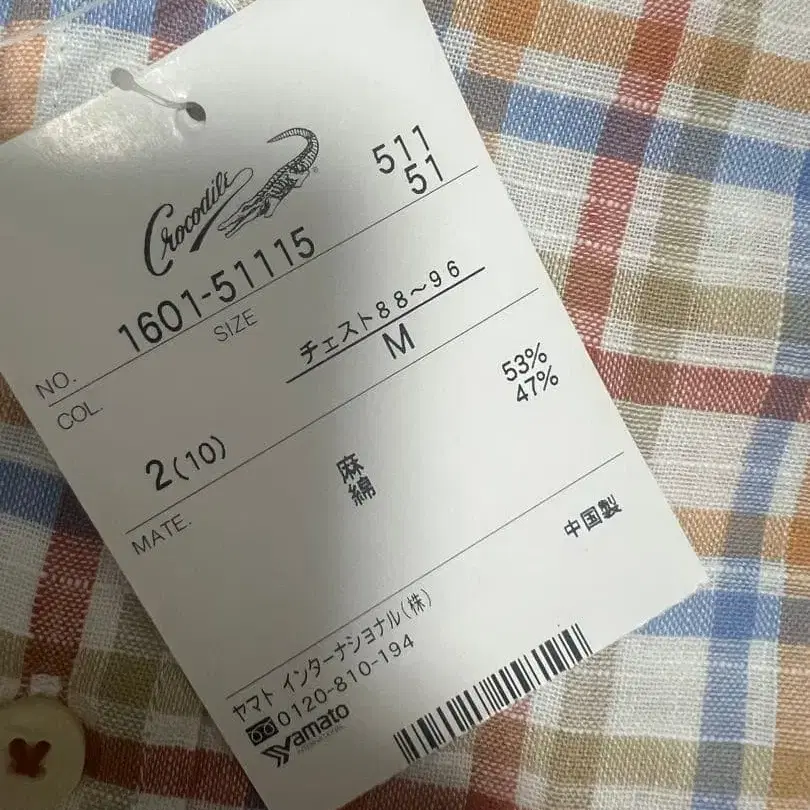 Crocodile
®
511
51
NO. 1601-51115
COL. SIZE
チェスト88～96
M
2(10)
MATE.
麻 53%
綿 47%
中国製
ヤマト インターナショナル(株)
0120-810-194
Yamato
INTERNATIONAL